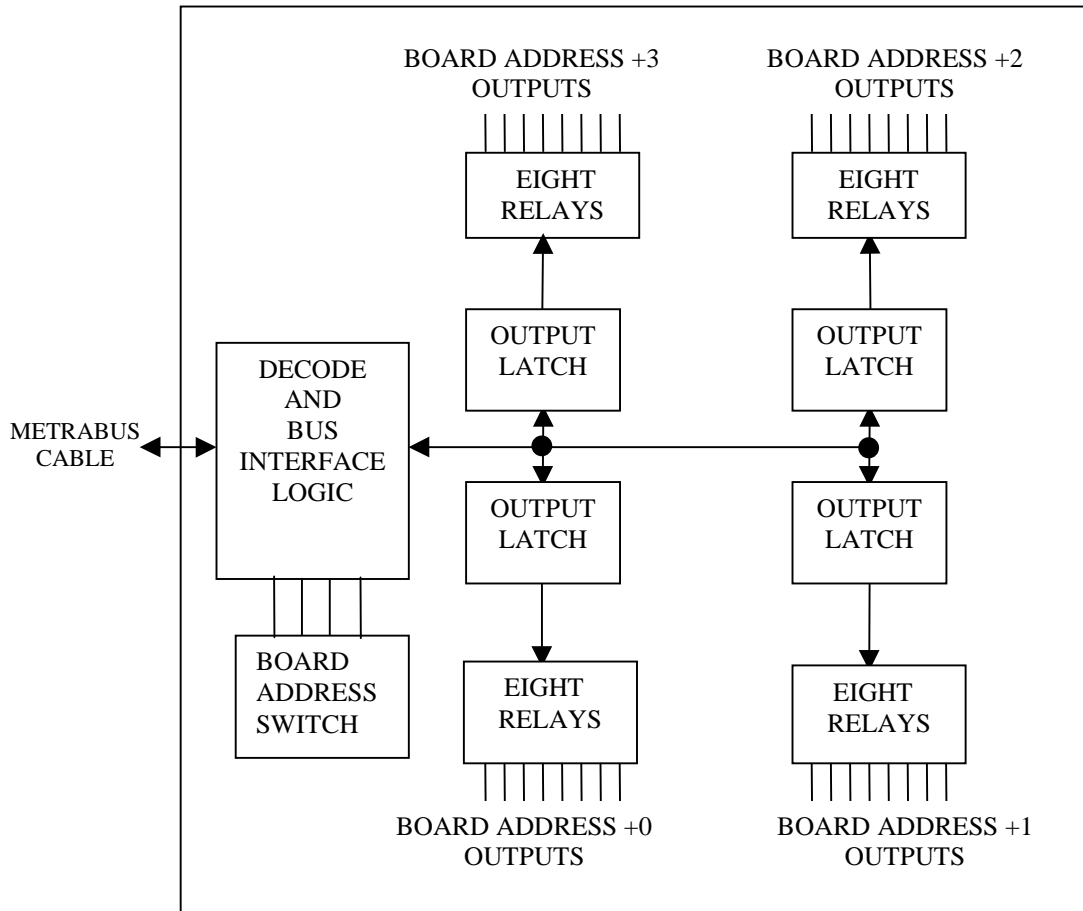 BOARD ADDRESS +3
OUTPUTS
BOARD ADDRESS +2
OUTPUTS
EIGHT
RELAYS
EIGHT
RELAYS
OUTPUT
LATCH
OUTPUT
LATCH
DECODE
AND
BUS
INTERFACE
LOGIC
METRABUS
CABLE
OUTPUT
LATCH
OUTPUT
LATCH
BOARD
ADDRESS
SWITCH
EIGHT
RELAYS
EIGHT
RELAYS
BOARD ADDRESS +0
OUTPUTS
BOARD ADDRESS +1
OUTPUTS